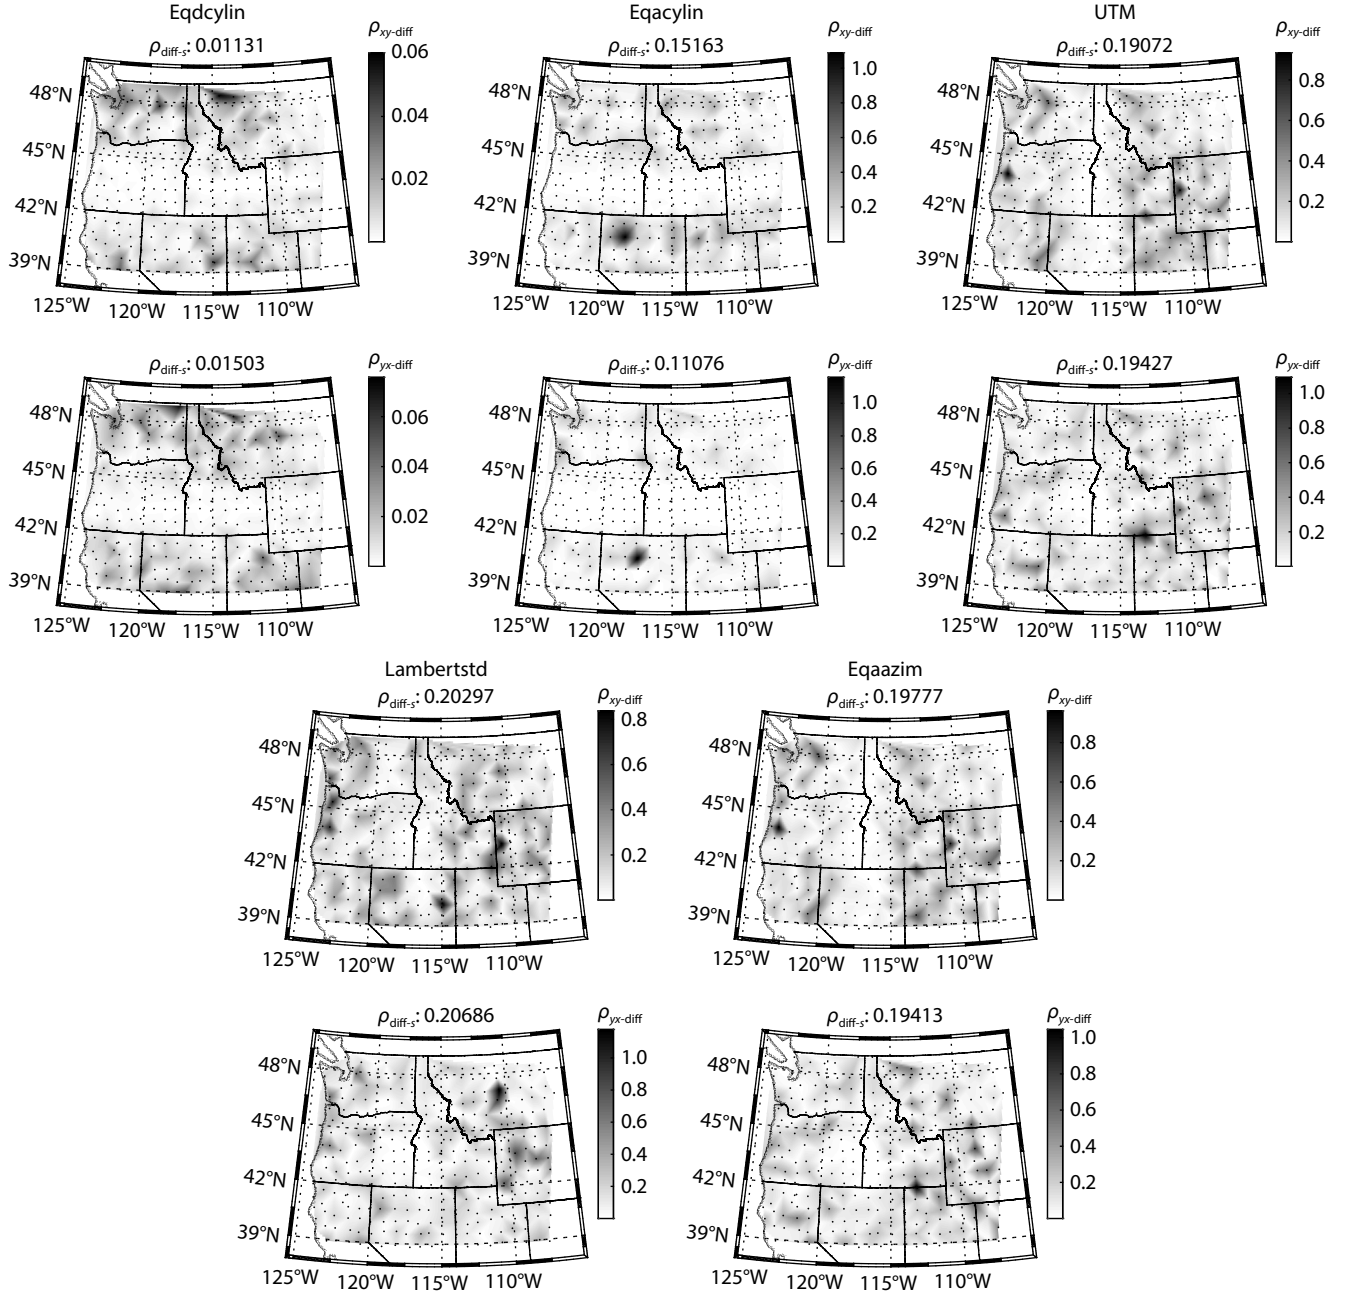 Eqdcylin
ρdiff-s: 0.01131
ρxy-diff
0.06
0.04
0.02
48°N
45°N
42°N
39°N
125°W 120°W 115°W 110°W
Eqacylin
ρdiff-s: 0.15163
ρxy-diff
1.0
0.8
0.6
0.4
0.2
48°N
45°N
42°N
39°N
125°W 120°W 115°W 110°W
UTM
ρdiff-s: 0.19072
ρxy-diff
0.8
0.6
0.4
0.2
48°N
45°N
42°N
39°N
125°W 120°W 115°W 110°W
ρdiff-s: 0.01503
ρyx-diff
0.06
0.04
0.02
48°N
45°N
42°N
39°N
125°W 120°W 115°W 110°W
ρdiff-s: 0.11076
ρyx-diff
1.0
0.8
0.6
0.4
0.2
48°N
45°N
42°N
39°N
125°W 120°W 115°W 110°W
ρdiff-s: 0.19427
ρyx-diff
1.0
0.8
0.6
0.4
0.2
48°N
45°N
42°N
39°N
125°W 120°W 115°W 110°W
Lambertstd
ρdiff-s: 0.20297
ρxy-diff
0.8
0.6
0.4
0.2
48°N
45°N
42°N
39°N
125°W 120°W 115°W 110°W
Eqaazim
ρdiff-s: 0.19777
ρxy-diff
0.8
0.6
0.4
0.2
48°N
45°N
42°N
39°N
125°W 120°W 115°W 110°W
ρdiff-s: 0.20686
ρyx-diff
1.0
0.8
0.6
0.4
0.2
48°N
45°N
42°N
39°N
125°W 120°W 115°W 110°W
ρdiff-s: 0.19413
ρyx-diff
1.0
0.8
0.6
0.4
0.2
48°N
45°N
42°N
39°N
125°W 120°W 115°W 110°W